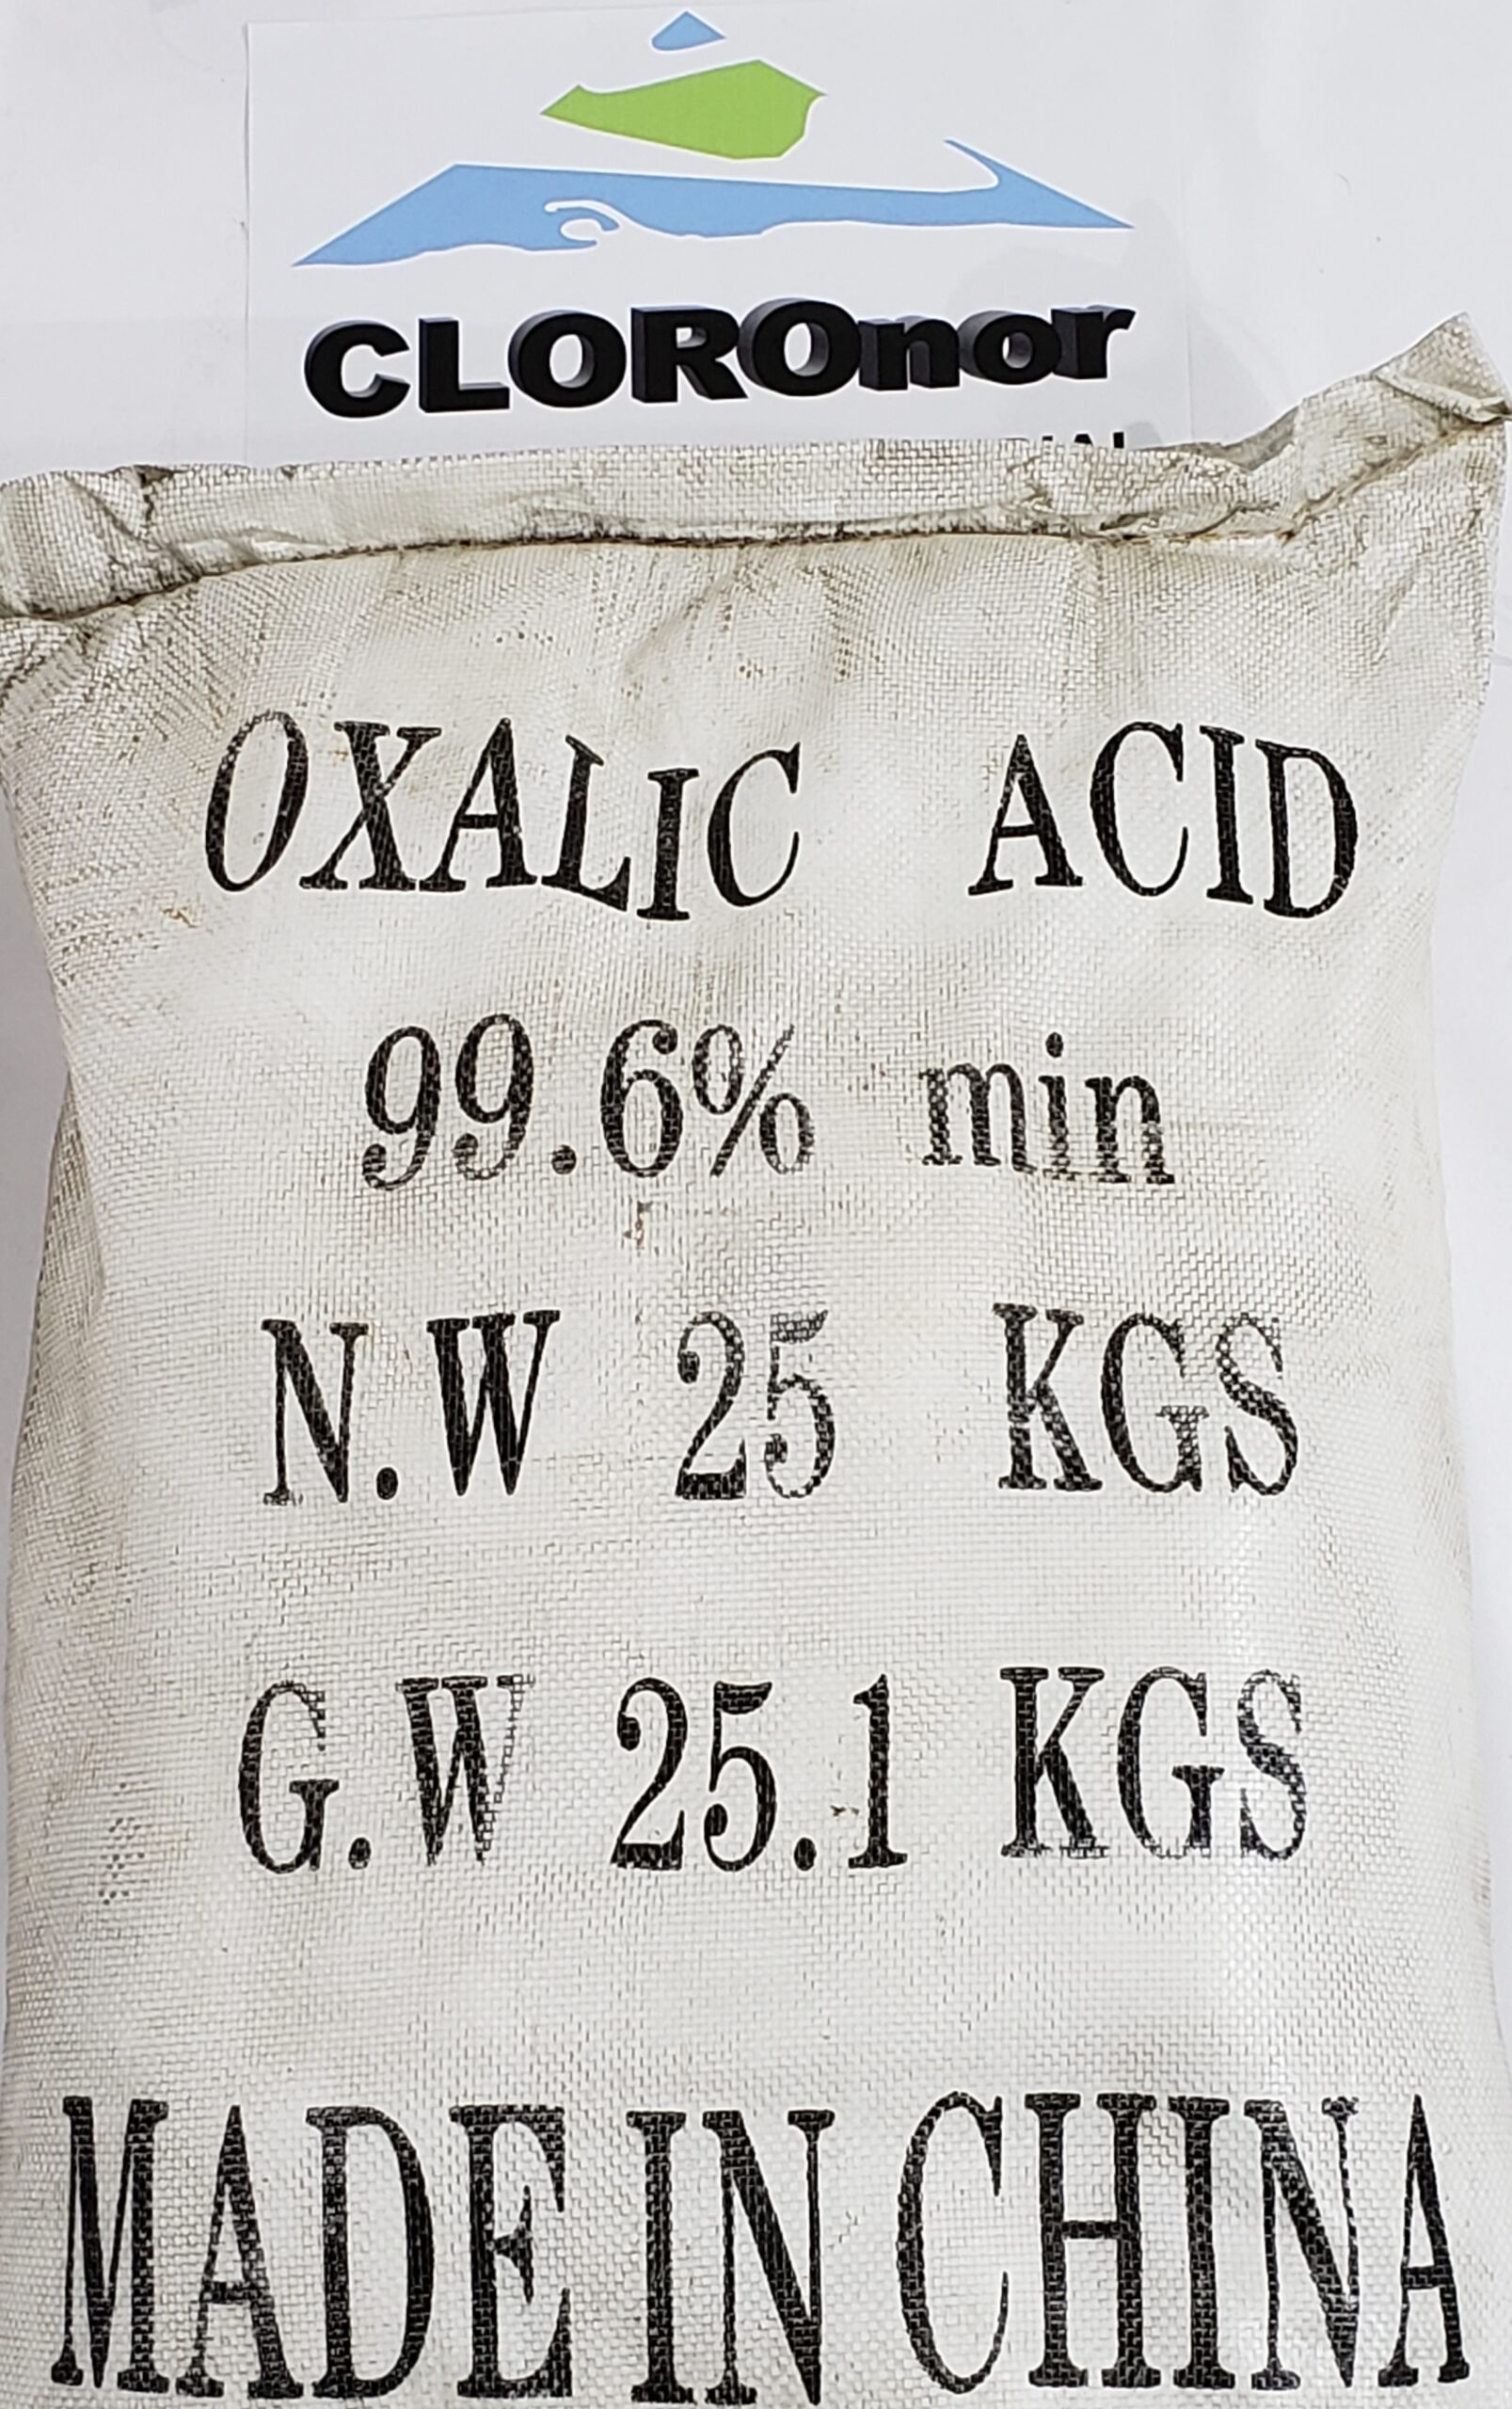 CLOROnor
OXALIC ACID
99.6% min
N.W 25 KGS
G.W 25.1 KGS
MADE IN CHINA